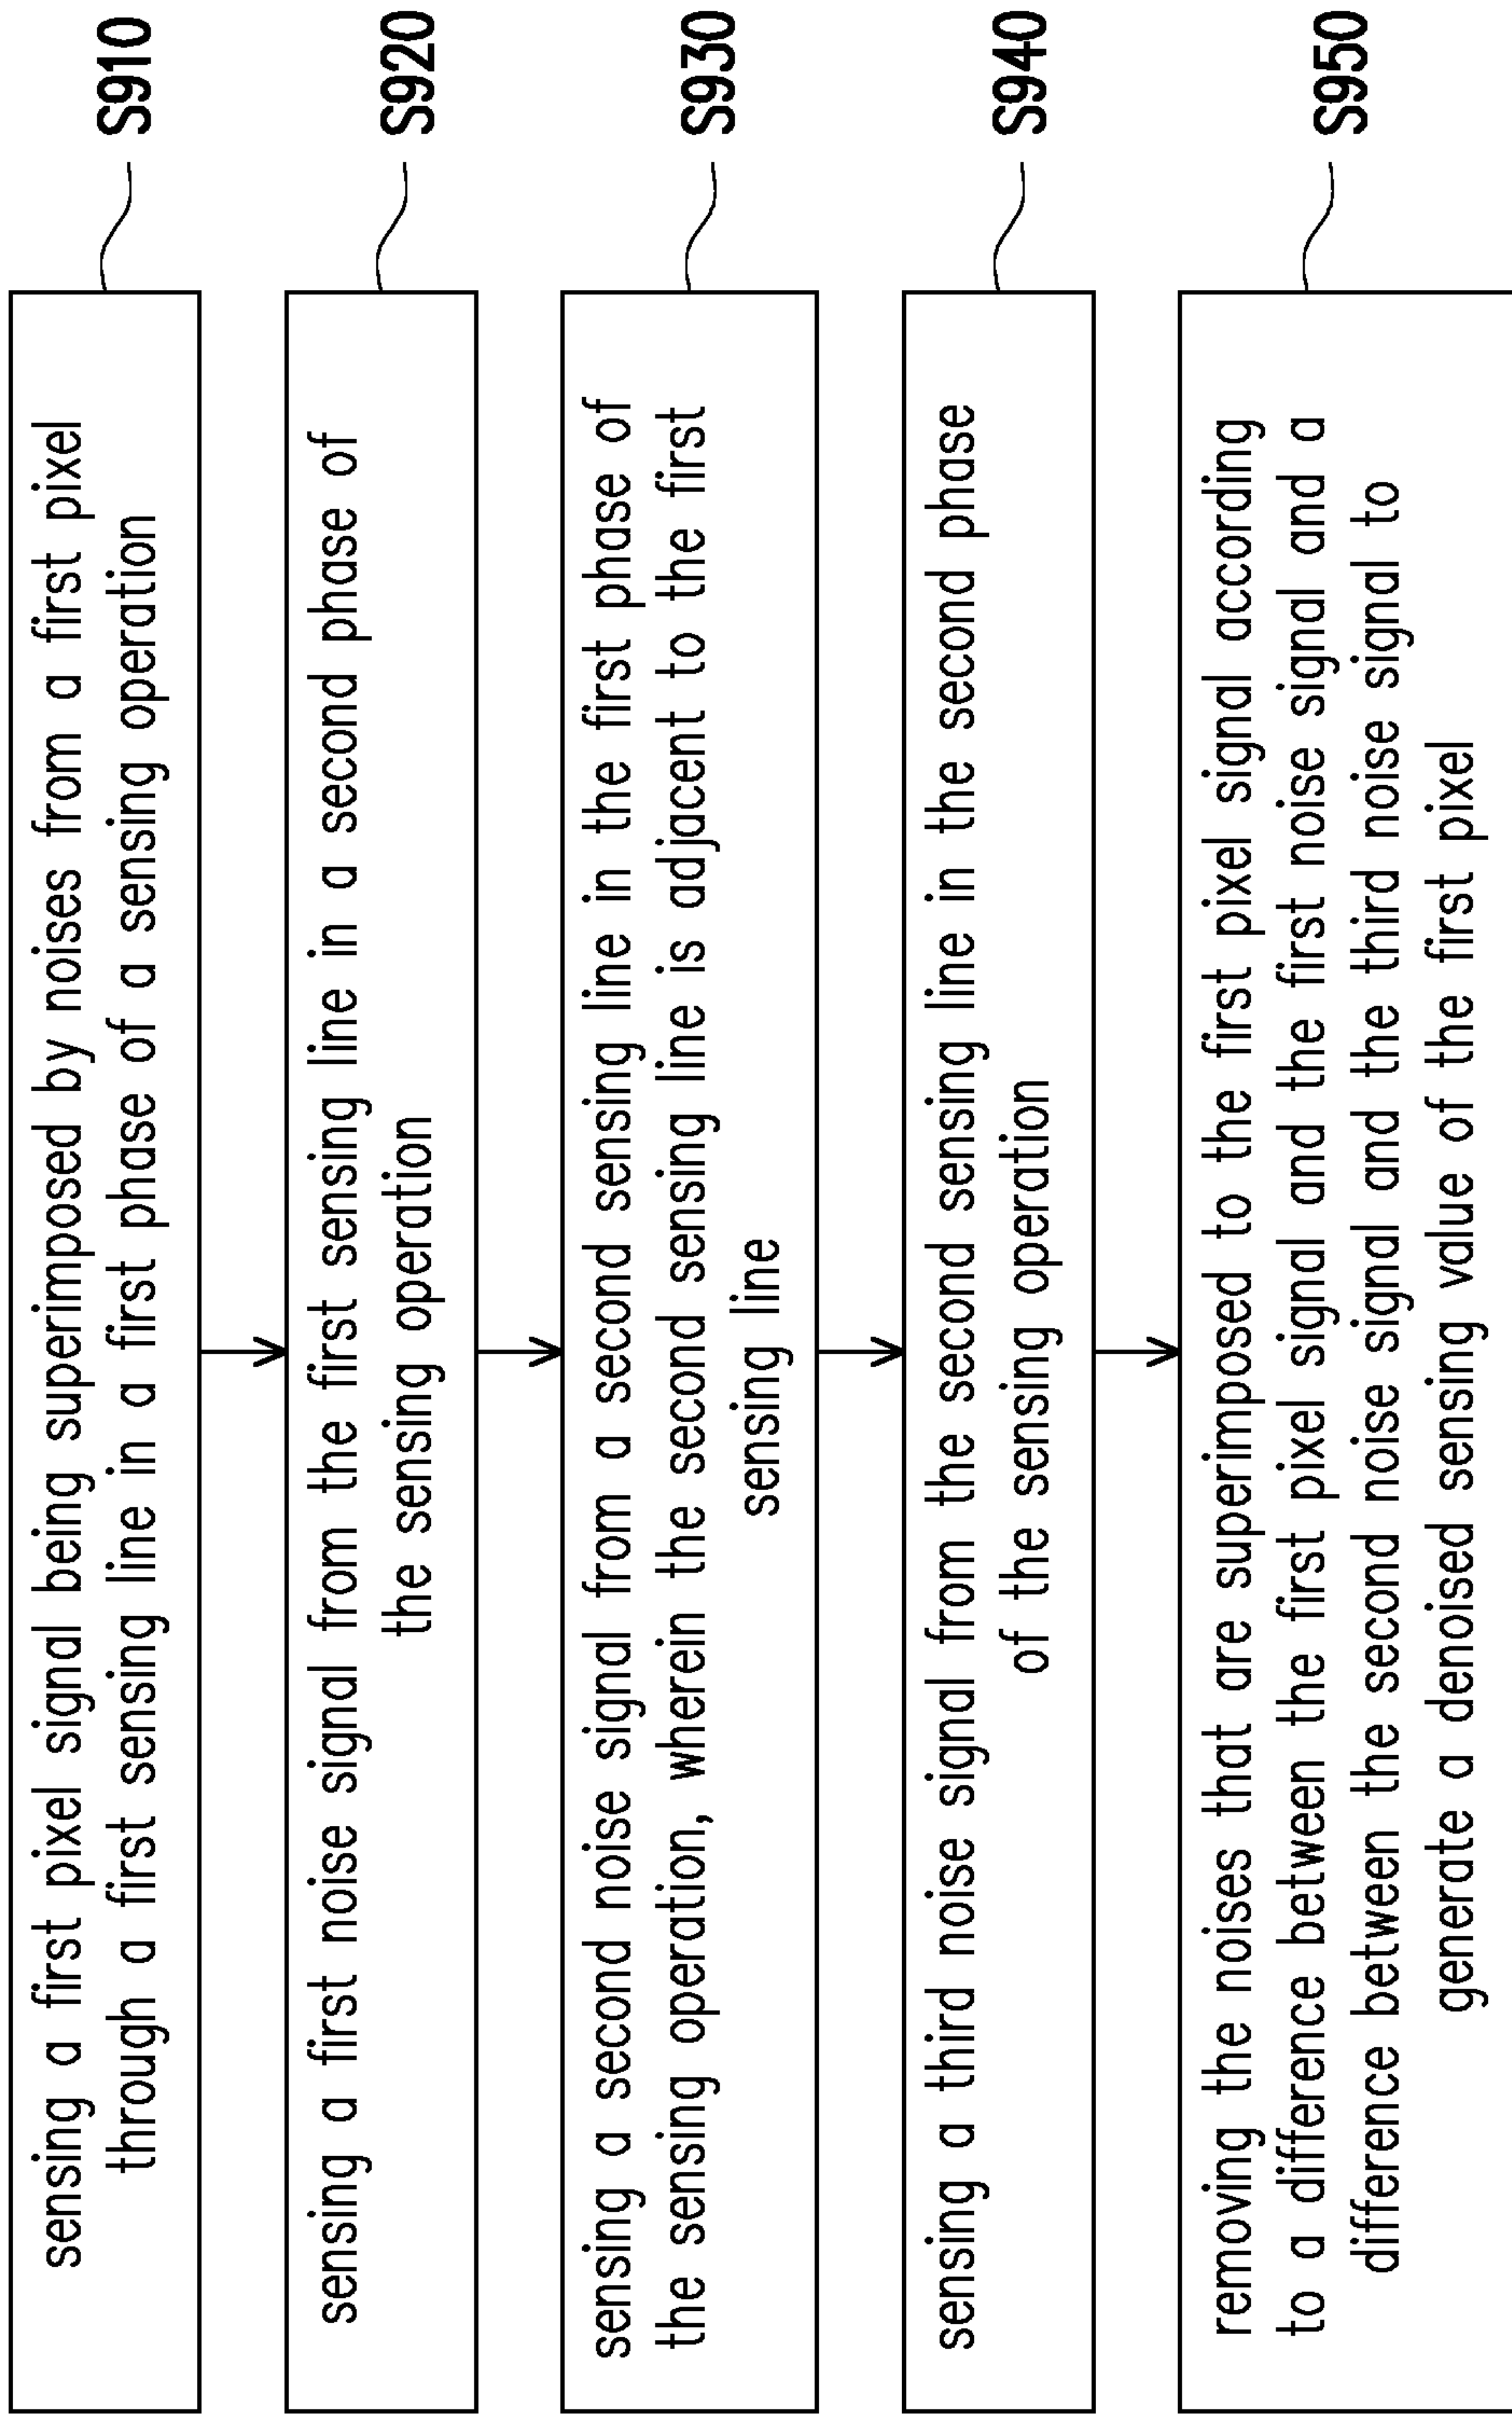 sensing a first pixel signal being superimposed by noises from a first pixel
through a first sensing line in a first phase of a sensing operation
S910
sensing a first noise signal from the first sensing line in a second phase of
the sensing operation
S920
sensing a second noise signal from a second sensing line in the first phase of
the sensing operation, wherein the second sensing line is adjacent to the first
sensing line
S930
sensing a third noise signal from the second sensing line in the second phase
of the sensing operation
S940
removing the noises that are superimposed to the first pixel signal according
to a difference between the first pixel signal and the first noise signal and a
difference between the second noise signal and the third noise signal to
generate a denoised sensing value of the first pixel
S950